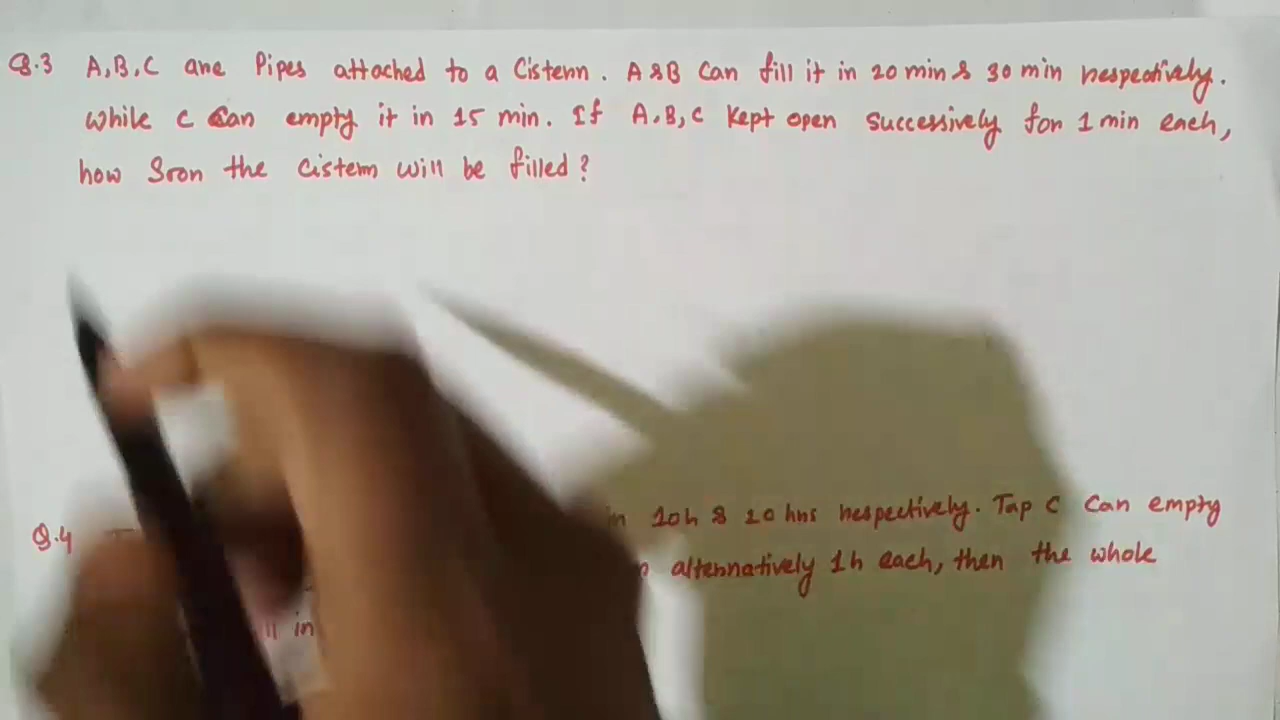 Q.3 A,B,C are Pipes attached to a Cistern. A & B Can fill it in 20 min & 30 min respectively.
While C Can empty it in 15 min. If A,B,C Kept open successively for 1 min each,
how soon the cistern will be filled?
Q.4 in 10h & 20 hrs respectively. Tap C Can empty
alternatively 1h each, then the whole
in